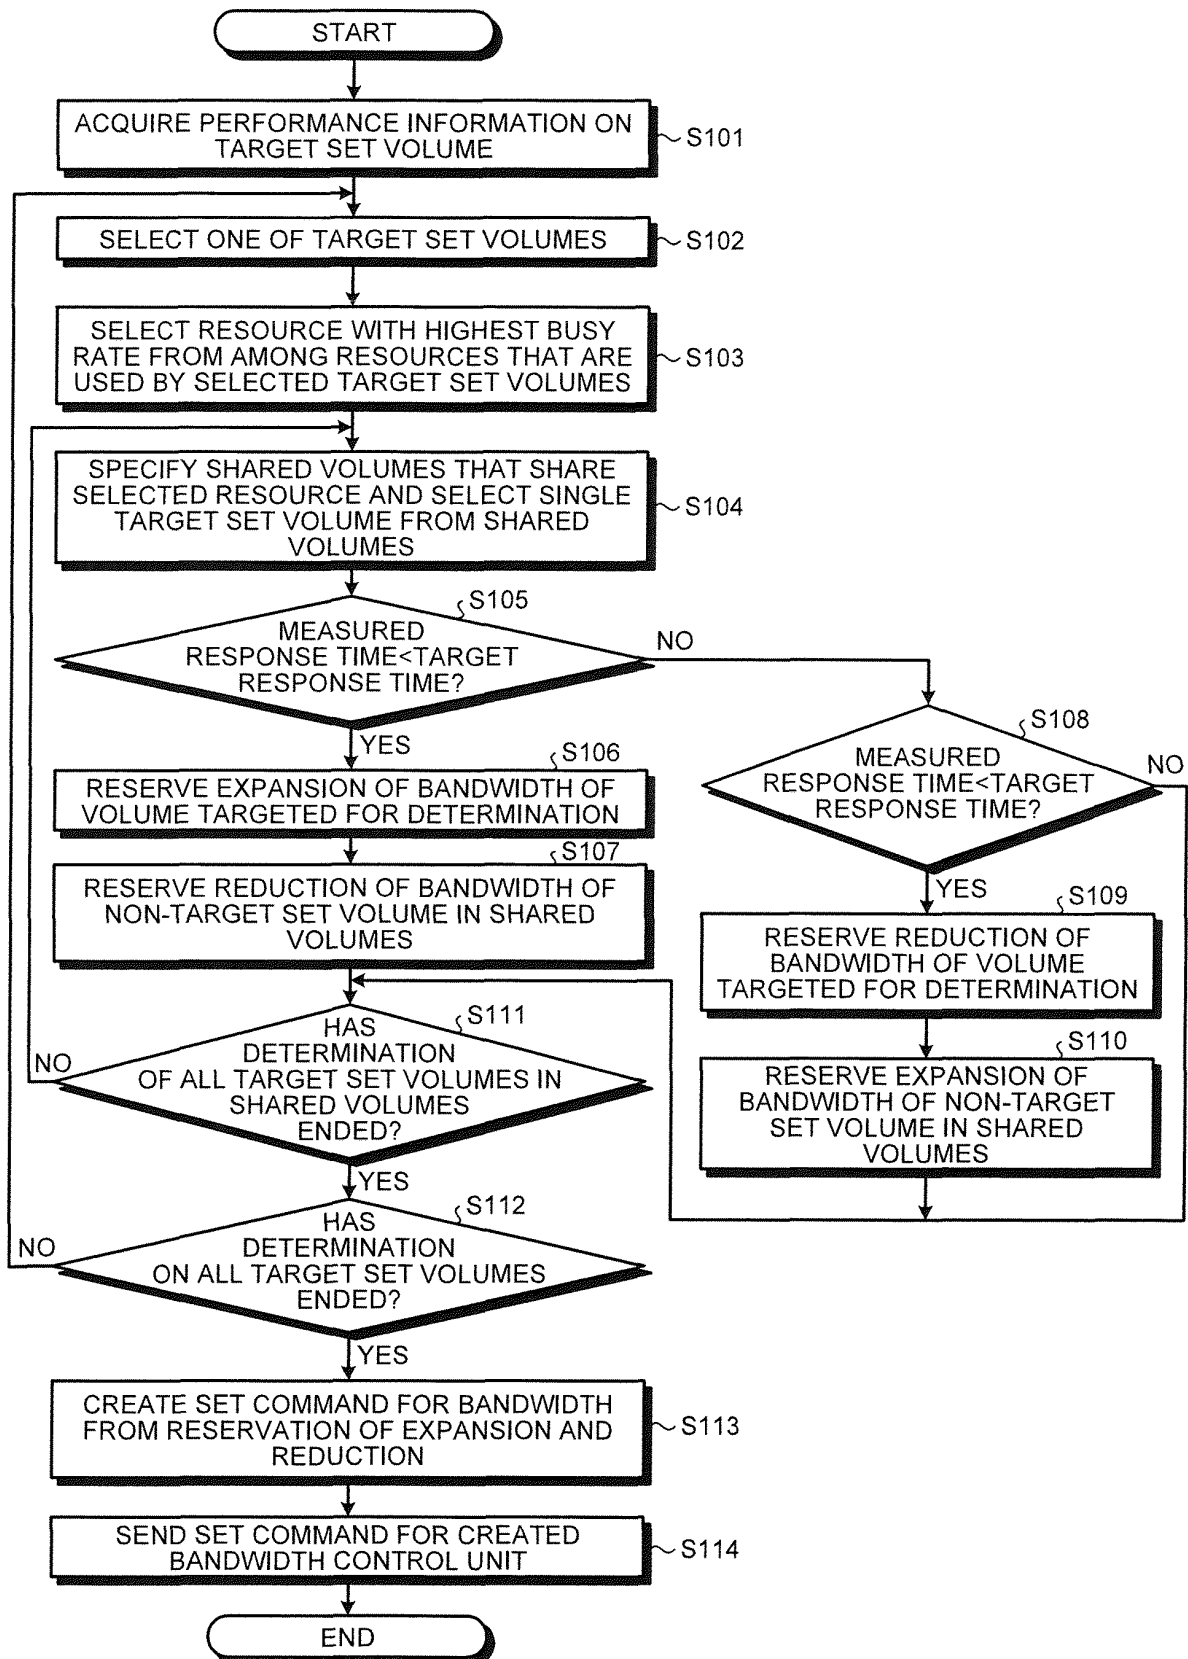 START
ACQUIRE PERFORMANCE INFORMATION ON
TARGET SET VOLUME
S101
SELECT ONE OF TARGET SET VOLUMES
S102
SELECT RESOURCE WITH HIGHEST BUSY
RATE FROM AMONG RESOURCES THAT ARE
USED BY SELECTED TARGET SET VOLUMES
S103
SPECIFY SHARED VOLUMES THAT SHARE
SELECTED RESOURCE AND SELECT SINGLE
TARGET SET VOLUME FROM SHARED
VOLUMES
S104
S105
MEASURED
RESPONSE TIME<TARGET
RESPONSE TIME?
NO
YES
S106
RESERVE EXPANSION OF BANDWIDTH OF
VOLUME TARGETED FOR DETERMINATION
S107
RESERVE REDUCTION OF BANDWIDTH OF
NON-TARGET SET VOLUME IN SHARED
VOLUMES
S108
MEASURED
RESPONSE TIME<TARGET
RESPONSE TIME?
NO
YES
S109
RESERVE REDUCTION OF
BANDWIDTH OF VOLUME
TARGETED FOR DETERMINATION
S110
RESERVE EXPANSION OF
BANDWIDTH OF NON-TARGET
SET VOLUME IN SHARED
VOLUMES
S111
HAS
DETERMINATION
OF ALL TARGET SET VOLUMES IN
SHARED VOLUMES
ENDED?
NO
YES
S112
HAS
DETERMINATION
ON ALL TARGET SET VOLUMES
ENDED?
NO
YES
CREATE SET COMMAND FOR BANDWIDTH
FROM RESERVATION OF EXPANSION AND
REDUCTION
S113
SEND SET COMMAND FOR CREATED
BANDWIDTH CONTROL UNIT
S114
END